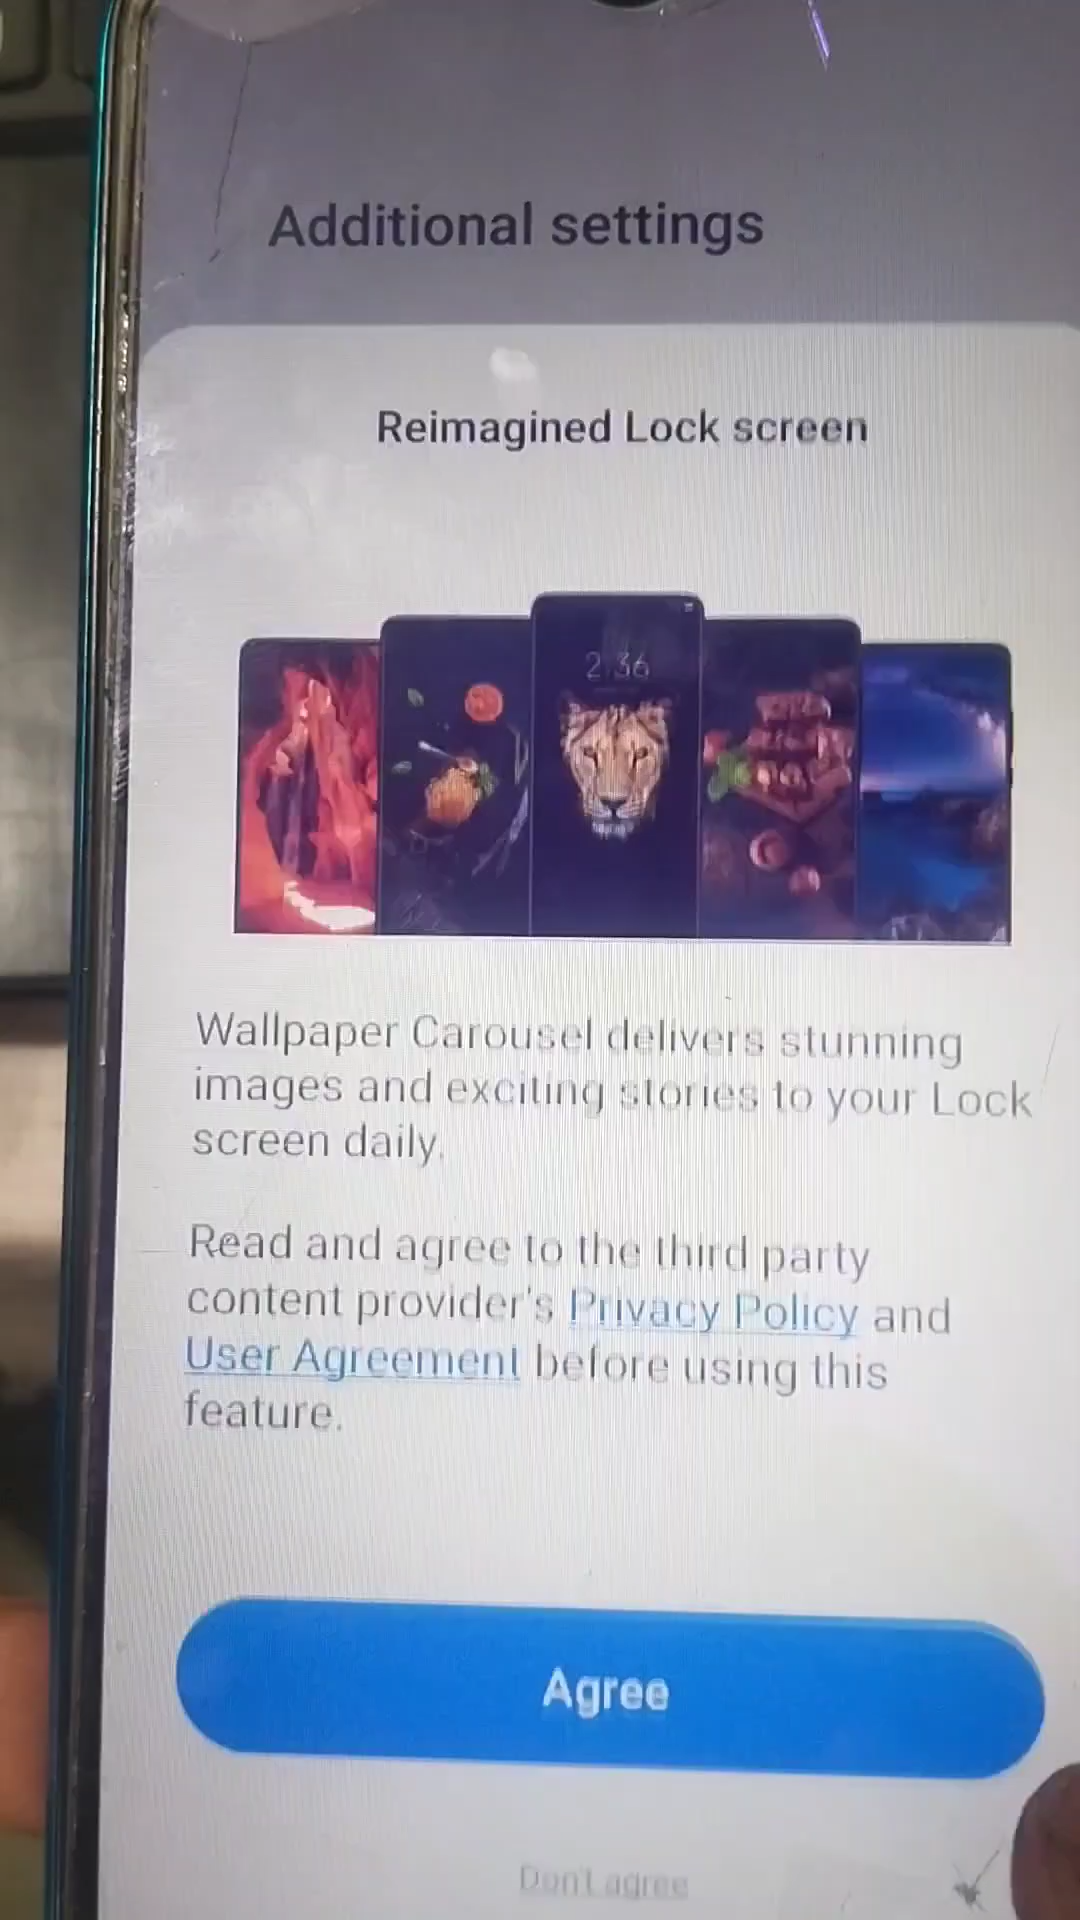 Additional settings
Reimagined Lock screen
2:36
Wallpaper Carousel delivers stunning
images and exciting stories to your Lock
screen daily.
Read and agree to the third party
content provider's Privacy Policy and
User Agreement before using this
feature.
Agree
Don't agree